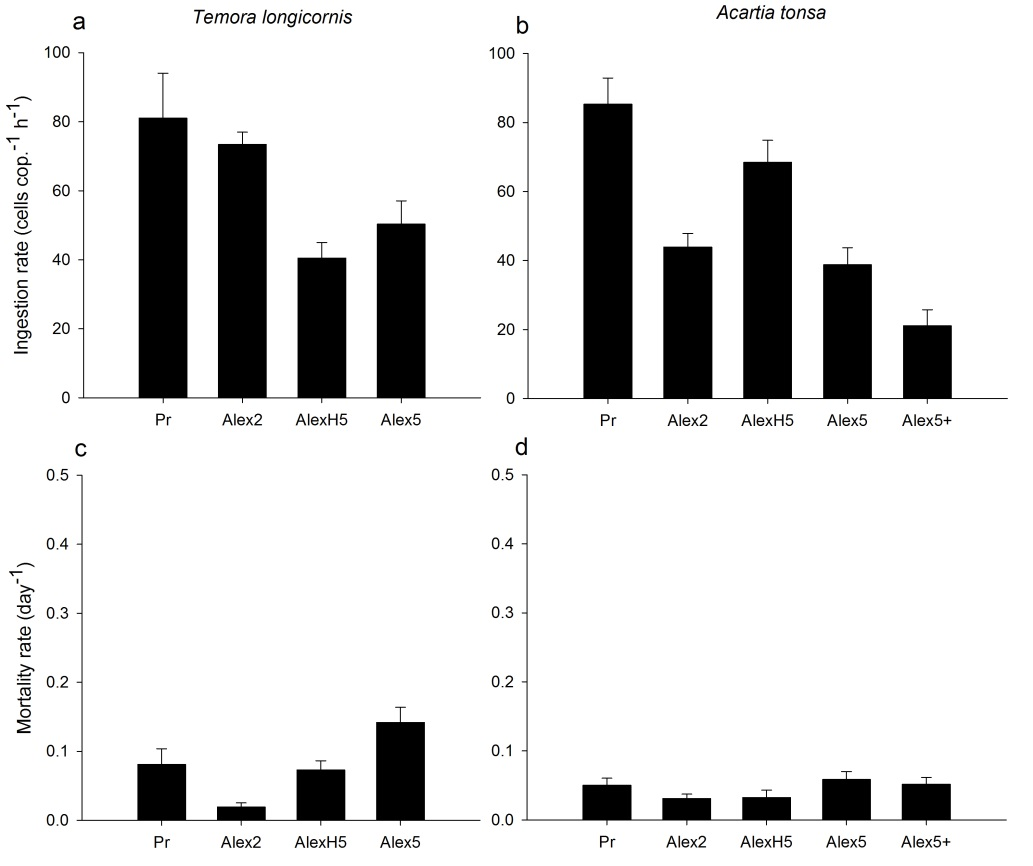 a
Temora longicornis
b
Acartia tonsa
Ingestion rate (cells cop.-1 h-1)
100
80
60
40
20
0
Pr Alex2 AlexH5 Alex5
100
80
60
40
20
0
Pr Alex2 AlexH5 Alex5 Alex5+
c
d
Mortality rate (day-1)
0.5
0.4
0.3
0.2
0.1
0.0
Pr Alex2 AlexH5 Alex5
0.5
0.4
0.3
0.2
0.1
0.0
Pr Alex2 AlexH5 Alex5 Alex5+